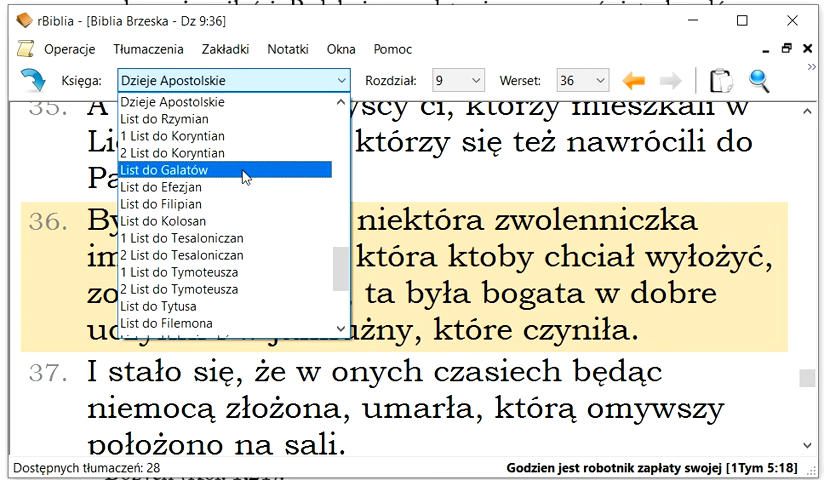 rBiblia - [Biblia Brzeska - Dz 9:36]
Operacje Tłumaczenia Zakładki Notatki Okna Pomoc
Księga: Dzieje Apostolskie Rozdział: 9 Werset: 36
Dzieje Apostolskie
List do Rzymian
1 List do Koryntian
2 List do Koryntian
List do Galatów
List do Efezjan
List do Filipian
List do Kolosan
1 List do Tesaloniczan
2 List do Tesaloniczan
1 List do Tymoteusza
2 List do Tymoteusza
List do Tytusa
List do Filemona
35. A ci, którzy mieszkali w
którzy się też nawrócili do
36. niektóra zwolenniczka
która ktoby chciał wyłożyć,
ta była bogata w dobre
które czyniła.
37. I stało się, że w onych czasiech będąc
niemocą złożona, umarła, którą omywszy
położono na sali.
Dostępnych tłumaczeń: 28 Godzien jest robotnik zapłaty swojej [1Tym 5:18]